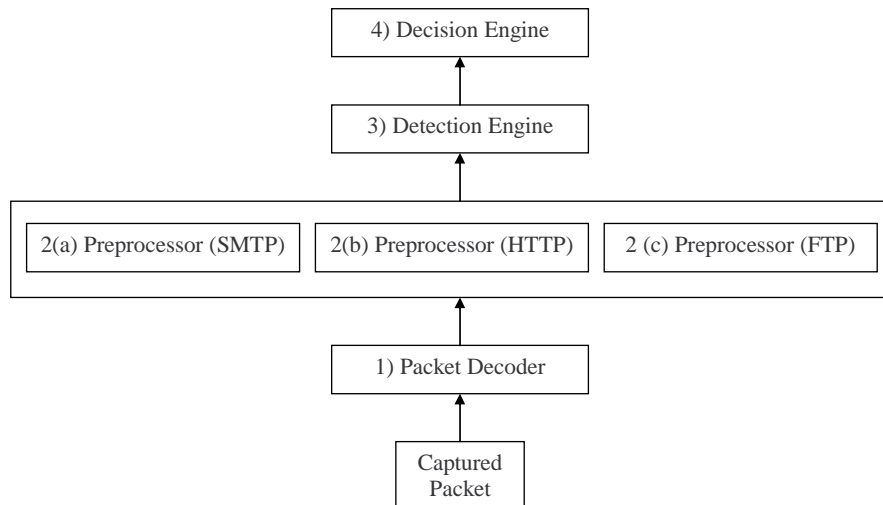 4) Decision Engine
3) Detection Engine
2(a) Preprocessor (SMTP)
2(b) Preprocessor (HTTP)
2 (c) Preprocessor (FTP)
1) Packet Decoder
Captured
Packet